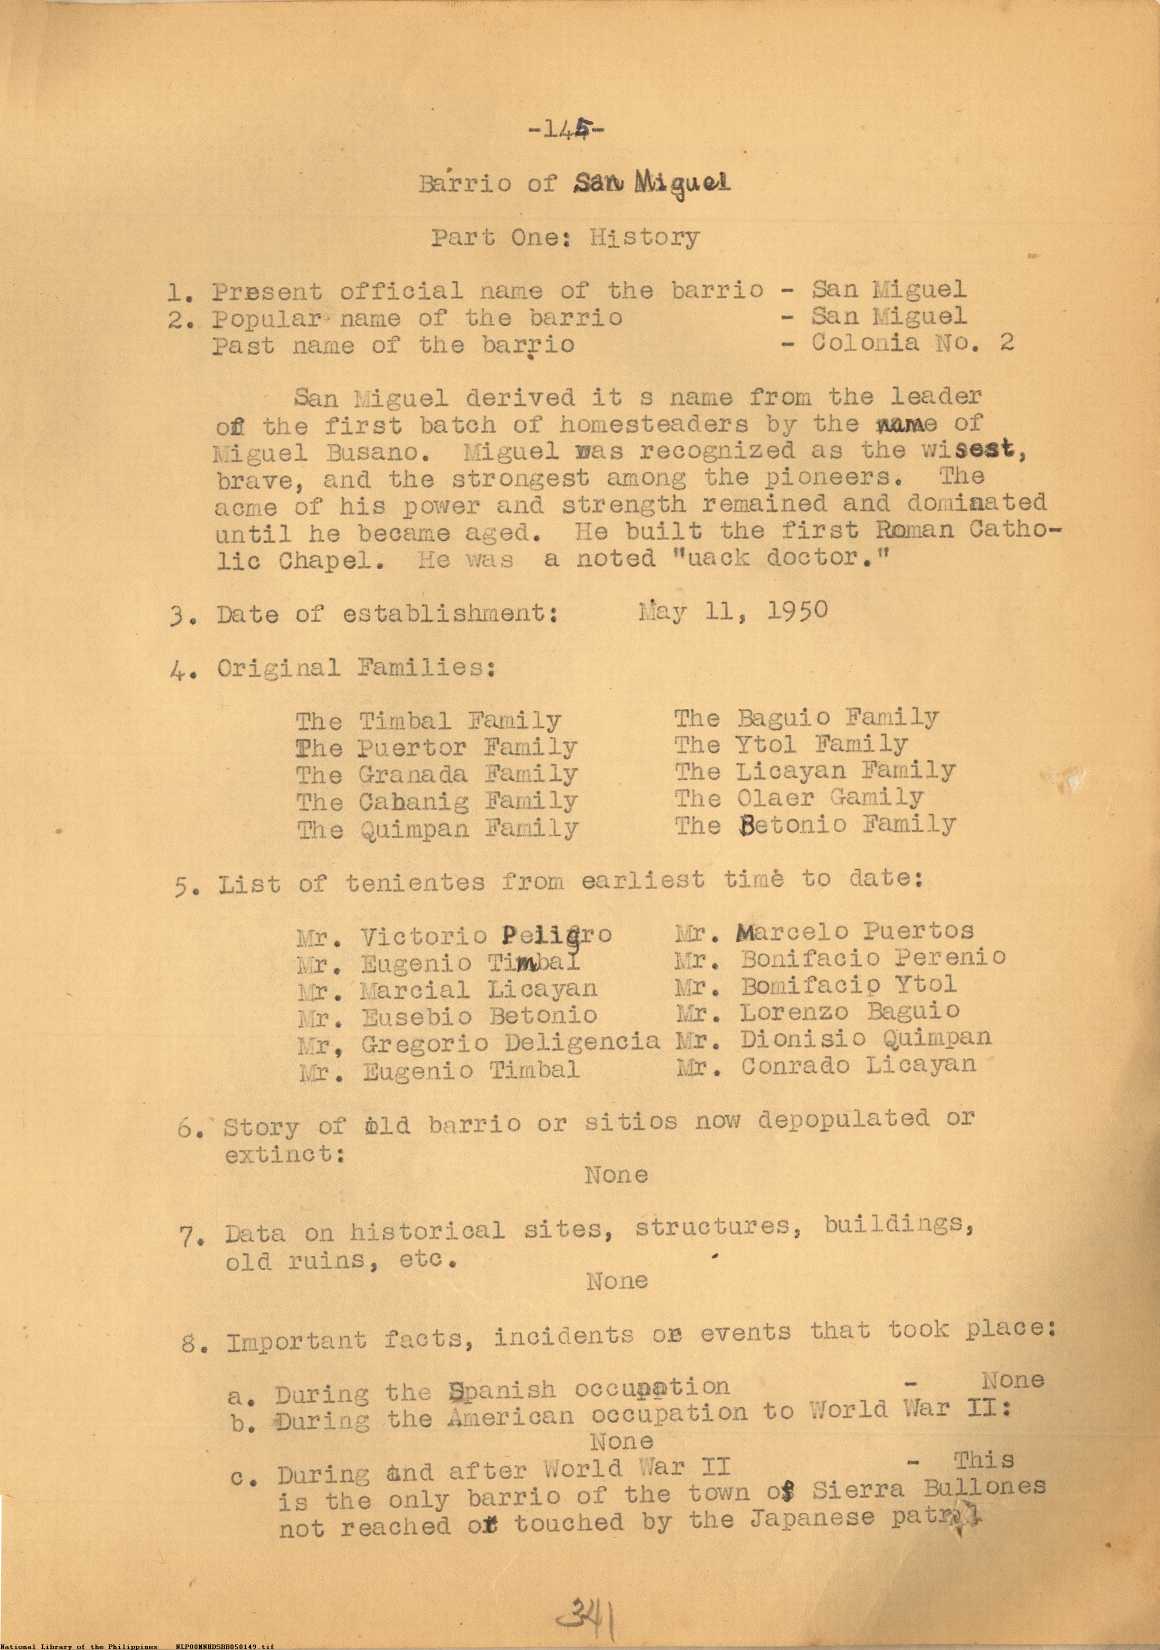 -145-
Barrio of San Miguel
Part One: History
1. Present official name of the barrio - San Miguel
2. Popular name of the barrio - San Miguel
Past name of the barrio - Colonia No. 2
San Miguel derived it s name from the leader
of the first batch of homesteaders by the name of
Miguel Busano. Miguel was recognized as the wisest,
brave, and the strongest among the pioneers. The
acme of his power and strength remained and dominated
until he became aged. He built the first Roman Catho-
lic Chapel. He was a noted "uack doctor."
3. Date of establishment: May 11, 1950
4. Original Families:
The Timbal Family The Baguio Family
The Puertor Family The Ytol Family
The Granada Family The Licayan Family
The Cabanig Family The Olaer Gamily
The Quimpan Family The Betonio Family
5. List of tenientes from earliest time to date:
Mr. Victorio Peligro Mr. Marcelo Puertos
Mr. Eugenio Timbal Mr. Bonifacio Perenio
Mr. Marcial Licayan Mr. Bomifacio Ytol
Mr. Eusebio Betonio Mr. Lorenzo Baguio
Mr, Gregorio Deligencia Mr. Dionisio Quimpan
Mr. Eugenio Timbal Mr. Conrado Licayan
6. Story of old barrio or sitios now depopulated or
extinct:
None
7. Data on historical sites, structures, buildings,
old ruins, etc.
None
8. Important facts, incidents or events that took place:
a. During the Spanish occupation - None
b. During the American occupation to World War II:
None
c. During and after World War II - This
is the only barrio of the town of Sierra Bullones
not reached or touched by the Japanese patrol
341
National Library of the Philippines NLPOBMNHDSBB050149.tif